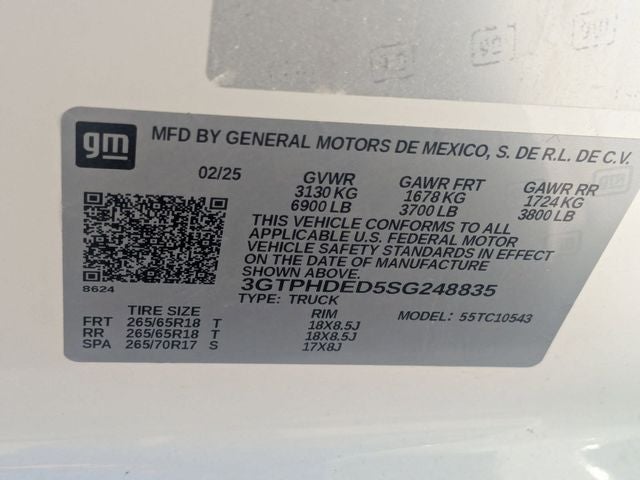 gm MFD BY GENERAL MOTORS DE MEXICO, S. DE R.L. DE C.V.
02/25 GVWR GAWR FRT GAWR RR
3130 KG 1678 KG 1724 KG
6900 LB 3700 LB 3800 LB
THIS VEHICLE CONFORMS TO ALL
APPLICABLE U.S. FEDERAL MOTOR
VEHICLE SAFETY STANDARDS IN EFFECT
ON THE DATE OF MANUFACTURE
SHOWN ABOVE.
8624 3GTPHDED5SG248835
TYPE: TRUCK
TIRE SIZE RIM MODEL: 55TC10543
FRT 265/65R18 T 18X8.5J
RR 265/65R18 T 18X8.5J
SPA 265/70R17 S 17X8J